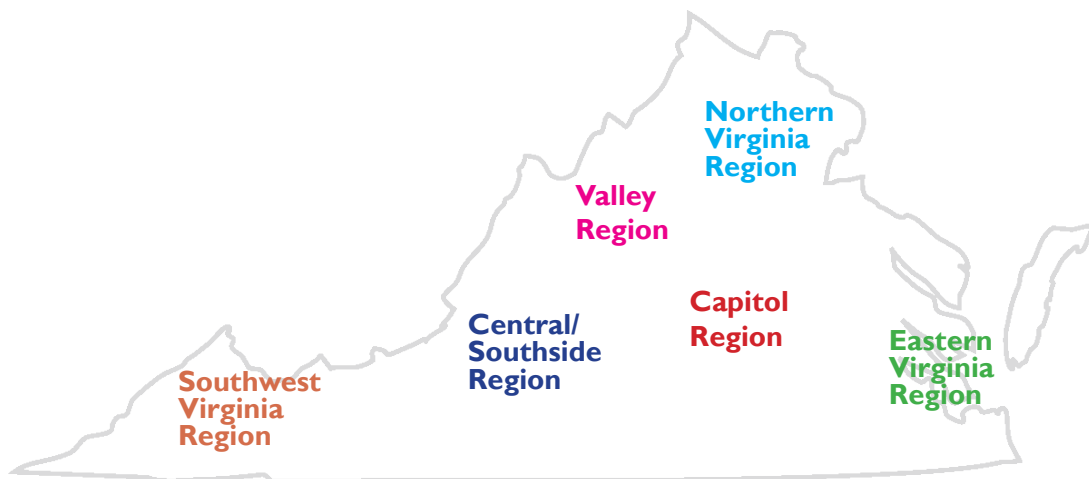 Northern
Virginia
Region
Valley
Region
Capitol
Region
Central/
Southside
Region
Eastern
Virginia
Region
Southwest
Virginia
Region